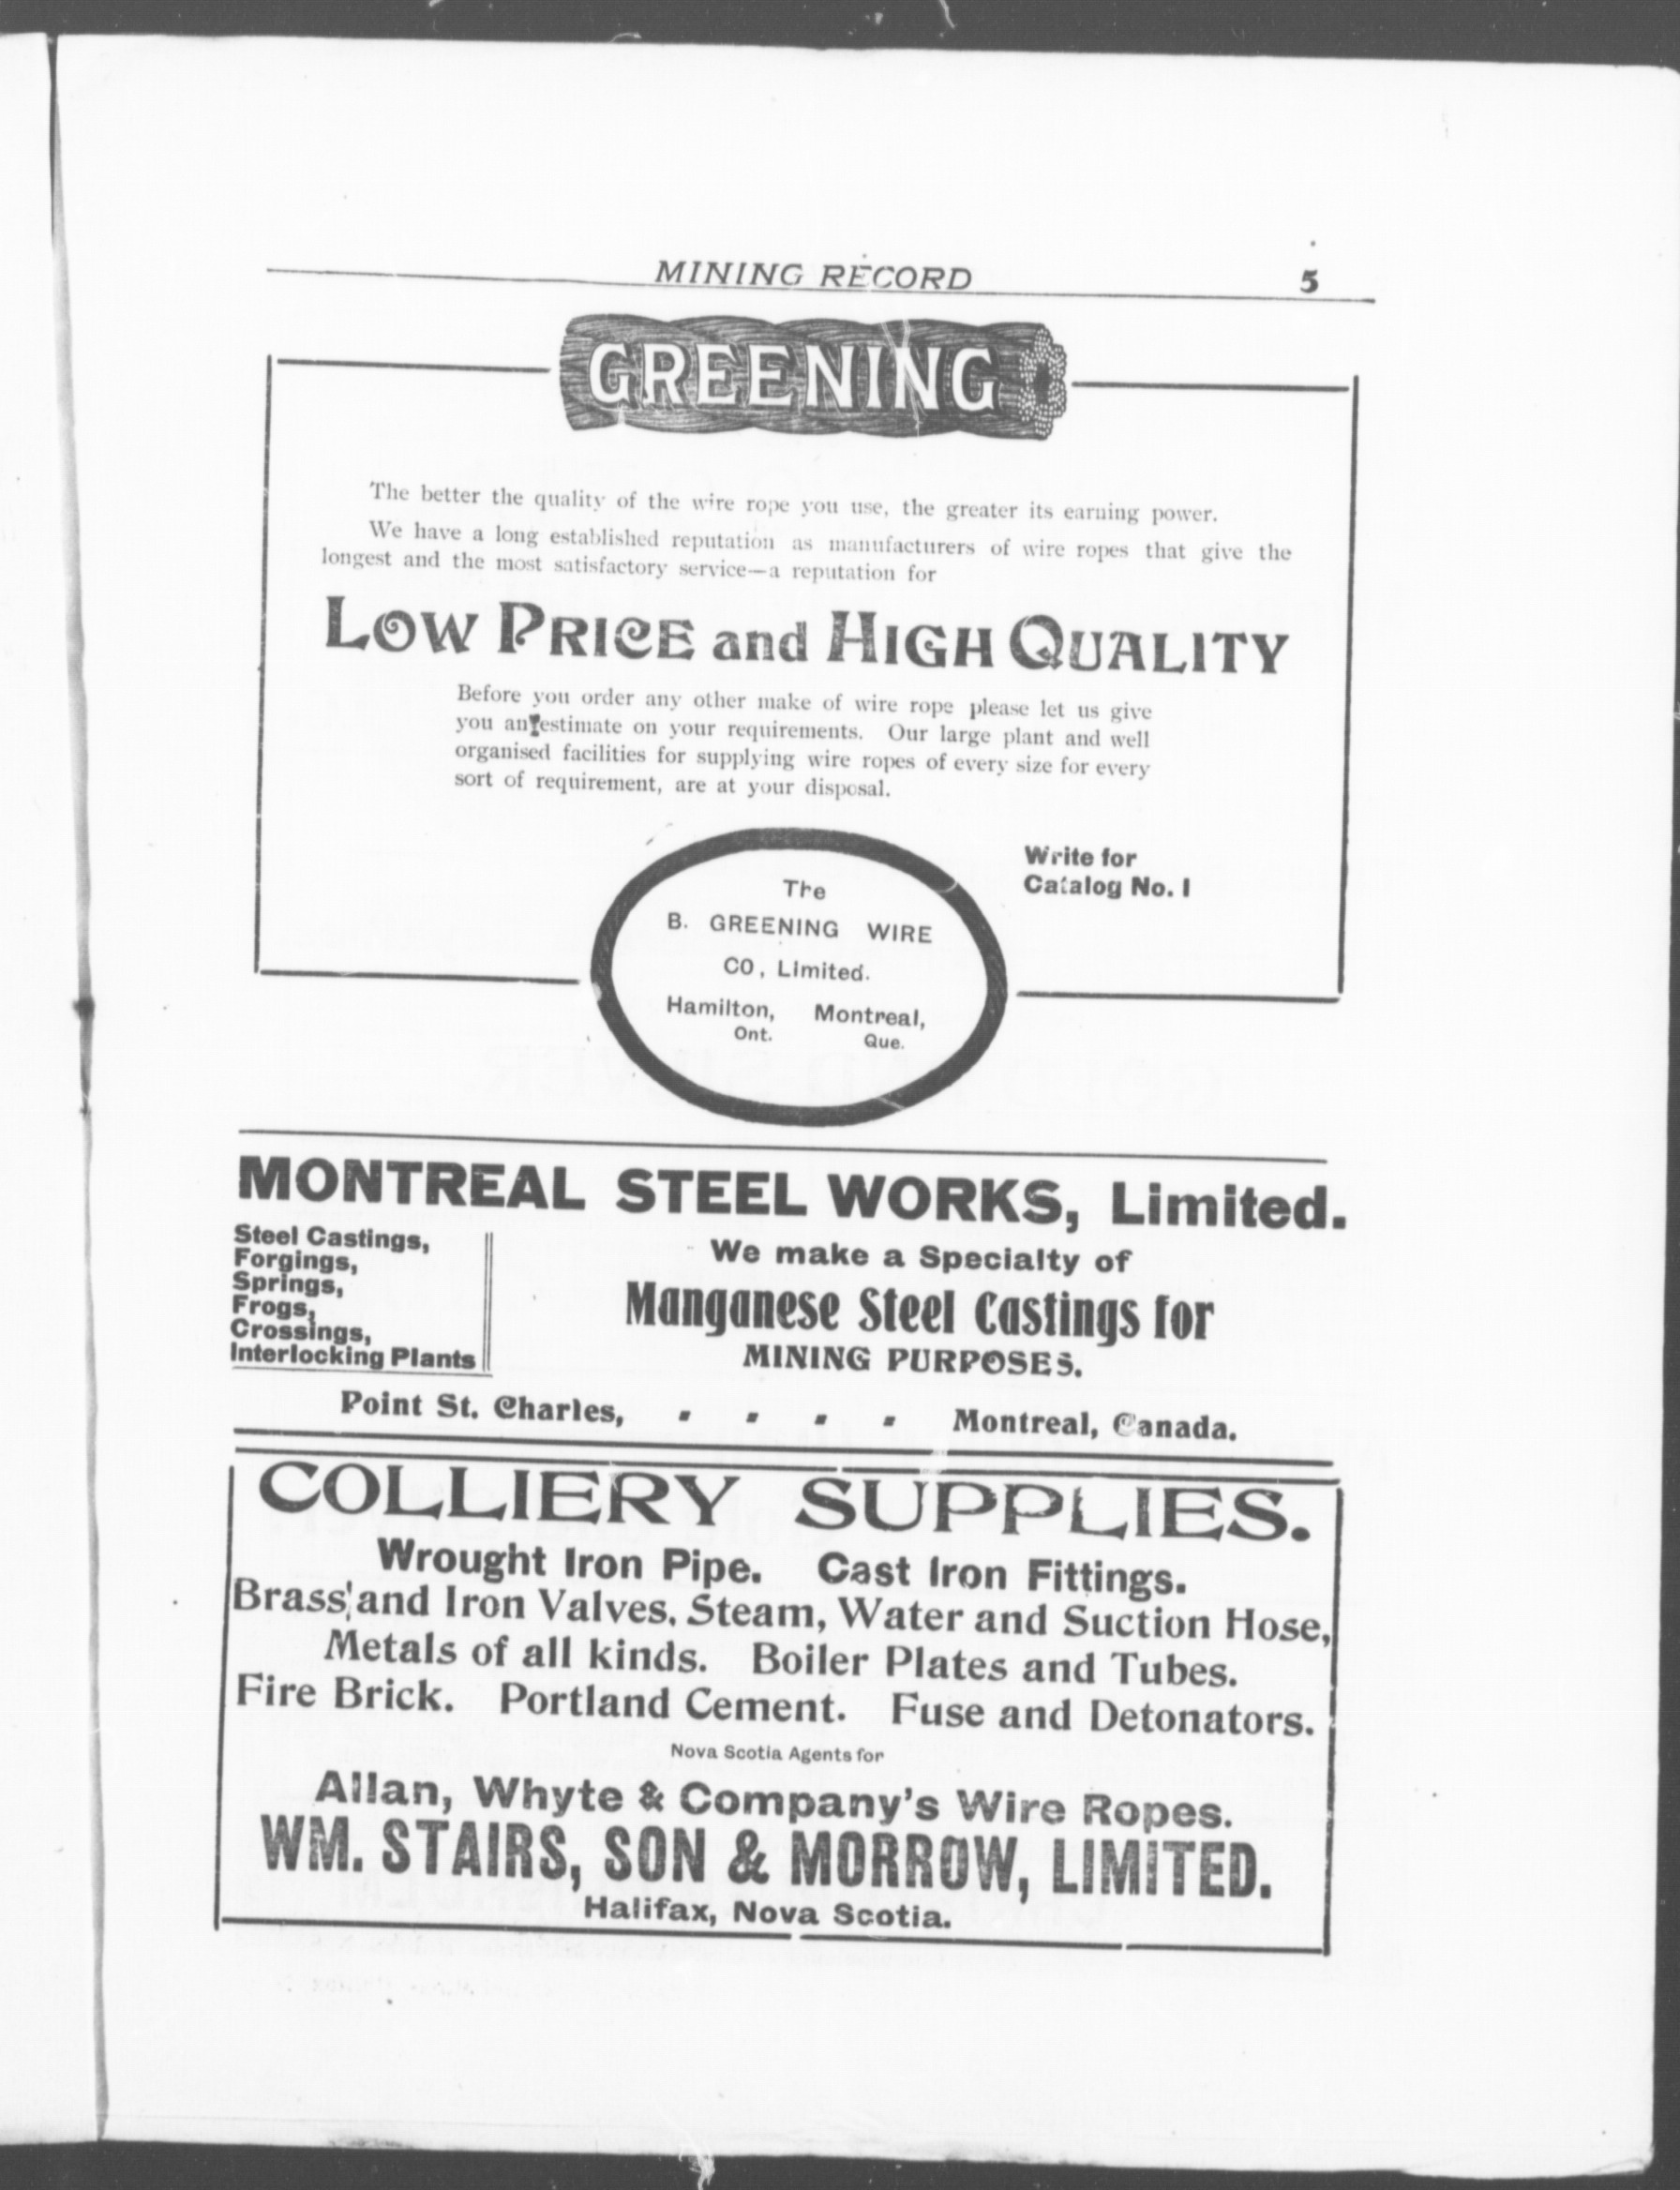 MINING RECORD 5
GREENING
The better the quality of the wire rope you use, the greater its earning power.
We have a long established reputation as manufacturers of wire ropes that give the
longest and the most satisfactory service—a reputation for
LOW PRICE and HIGH QUALITY
Before you order any other make of wire rope please let us give
you an estimate on your requirements. Our large plant and well
organised facilities for supplying wire ropes of every size for every
sort of requirement, are at your disposal.
Write for
Catalog No. 1
The
B. GREENING WIRE
CO, Limited.
Hamilton, Montreal,
Ont. Que.
MONTREAL STEEL WORKS, Limited.
Steel Castings,
Forgings,
Springs,
Frogs,
Crossings,
Interlocking Plants
We make a Specialty of
Manganese Steel Castings for
MINING PURPOSES.
Point St. Charles, - - - - Montreal, Canada.
COLLIERY SUPPLIES.
Wrought Iron Pipe. Cast Iron Fittings.
Brass and Iron Valves, Steam, Water and Suction Hose,
Metals of all kinds. Boiler Plates and Tubes.
Fire Brick. Portland Cement. Fuse and Detonators.
Nova Scotia Agents for
Allan, Whyte & Company's Wire Ropes.
WM. STAIRS, SON & MORROW, LIMITED.
Halifax, Nova Scotia.